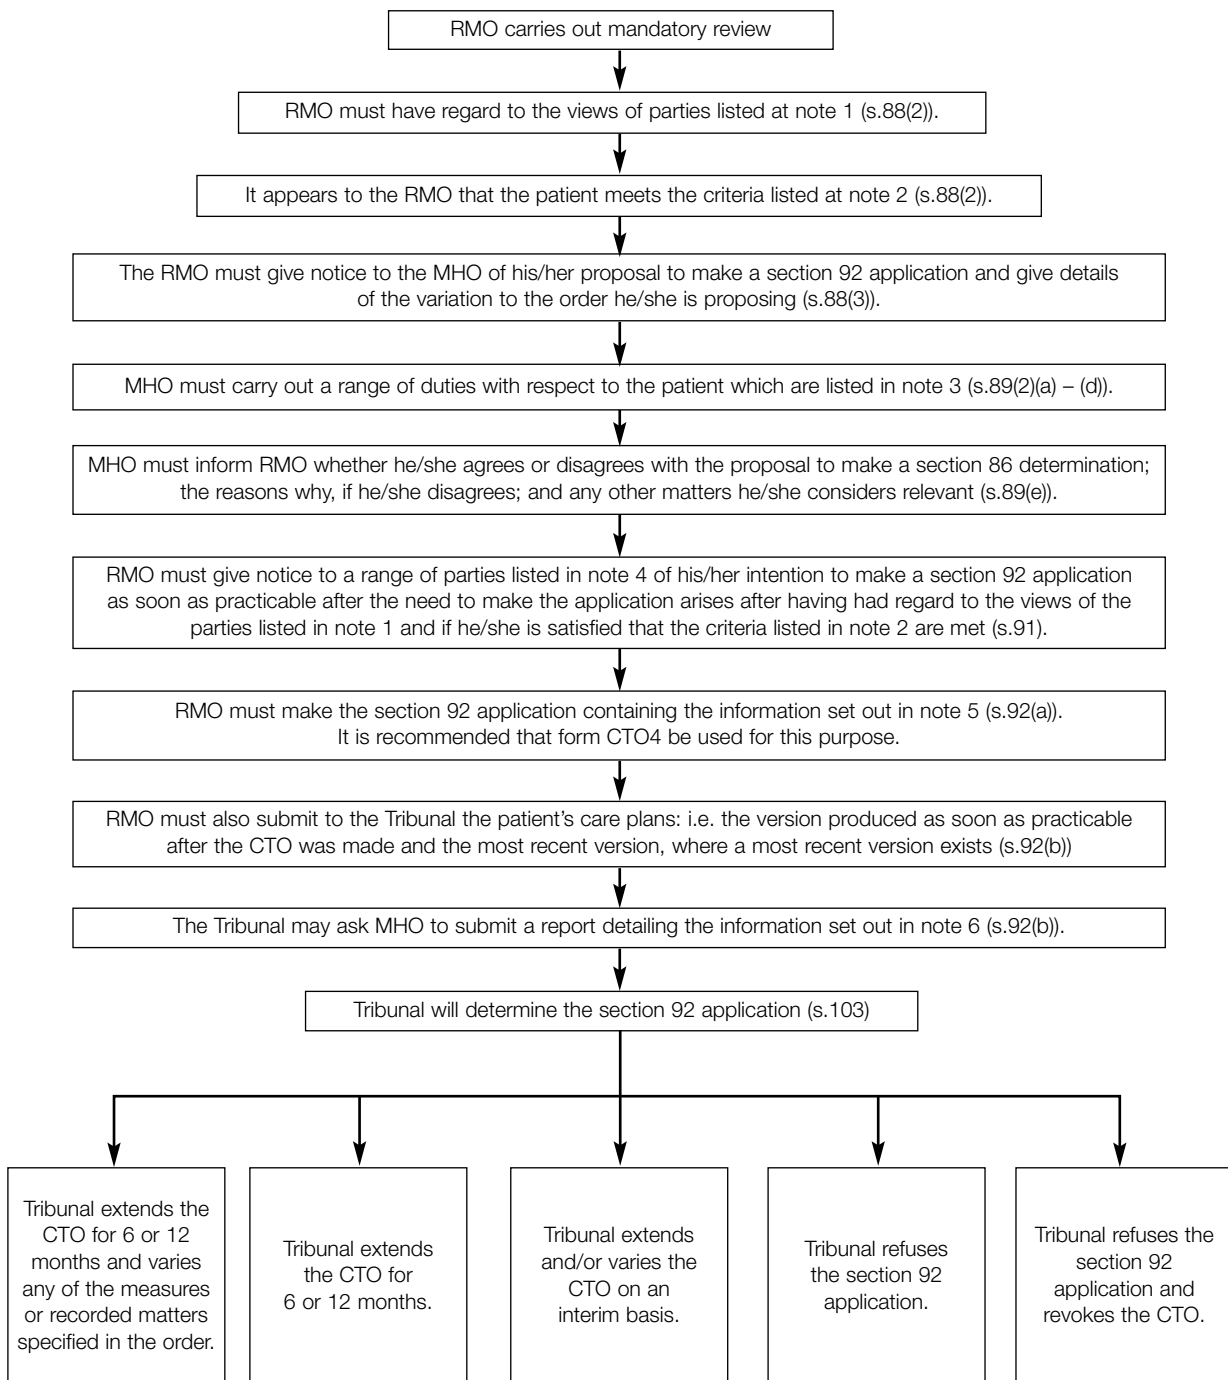 RMO carries out mandatory review
RMO must have regard to the views of parties listed at note 1 (s.88(2)).
It appears to the RMO that the patient meets the criteria listed at note 2 (s.88(2)).
The RMO must give notice to the MHO of his/her proposal to make a section 92 application and give details
of the variation to the order he/she is proposing (s.88(3)).
MHO must carry out a range of duties with respect to the patient which are listed in note 3 (s.89(2)(a) – (d)).
MHO must inform RMO whether he/she agrees or disagrees with the proposal to make a section 86 determination;
the reasons why, if he/she disagrees; and any other matters he/she considers relevant (s.89(e)).
RMO must give notice to a range of parties listed in note 4 of his/her intention to make a section 92 application
as soon as practicable after the need to make the application arises after having had regard to the views of the
parties listed in note 1 and if he/she is satisfied that the criteria listed in note 2 are met (s.91).
RMO must make the section 92 application containing the information set out in note 5 (s.92(a)).
It is recommended that form CTO4 be used for this purpose.
RMO must also submit to the Tribunal the patient’s care plans: i.e. the version produced as soon as practicable
after the CTO was made and the most recent version, where a most recent version exists (s.92(b))
The Tribunal may ask MHO to submit a report detailing the information set out in note 6 (s.92(b)).
Tribunal will determine the section 92 application (s.103)
Tribunal extends the
CTO for 6 or 12
months and varies
any of the measures
or recorded matters
specified in the order.
Tribunal extends
the CTO for
6 or 12 months.
Tribunal extends
and/or varies the
CTO on an
interim basis.
Tribunal refuses
the section 92
application.
Tribunal refuses the
section 92
application and
revokes the CTO.